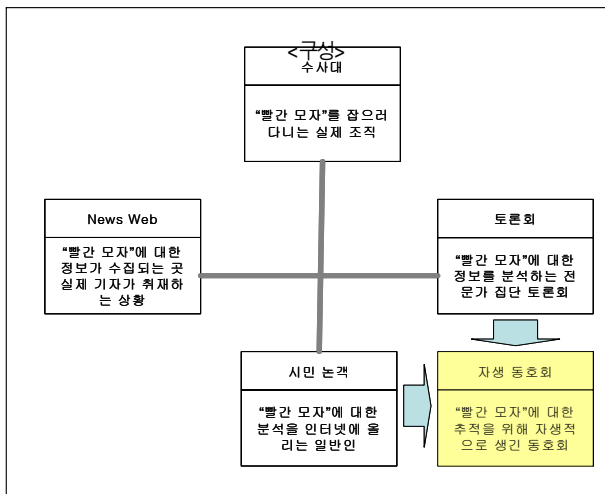 <구성>
수사대
“빨간 모자”를 잡으러
다니는 실제 조직
News Web
“빨간 모자”에 대한
정보가 수집되는 곳
실제 기자가 취재하
는 상황
토론회
“빨간 모자”에 대한
정보를 분석하는 전
문가 집단 토론회
시민 논객
“빨간 모자”에 대한
분석을 인터넷에 올
리는 일반인
자생 동호회
“빨간 모자”에 대한
추적을 위해 자생적
으로 생긴 동호회